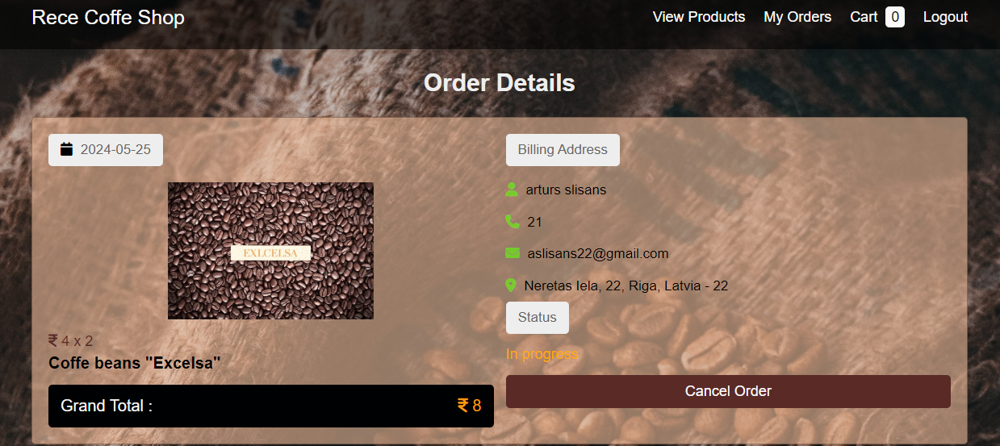 Rece Coffe Shop
View Products My Orders Cart 0 Logout
Order Details
2024-05-25
EXLCELSA
₹ 4 x 2
Coffe beans "Excelsa"
Grand Total : ₹ 8
Billing Address
arturs slisans
21
aslisans22@gmail.com
Neretas Iela, 22, Riga, Latvia - 22
Status
In progress
Cancel Order